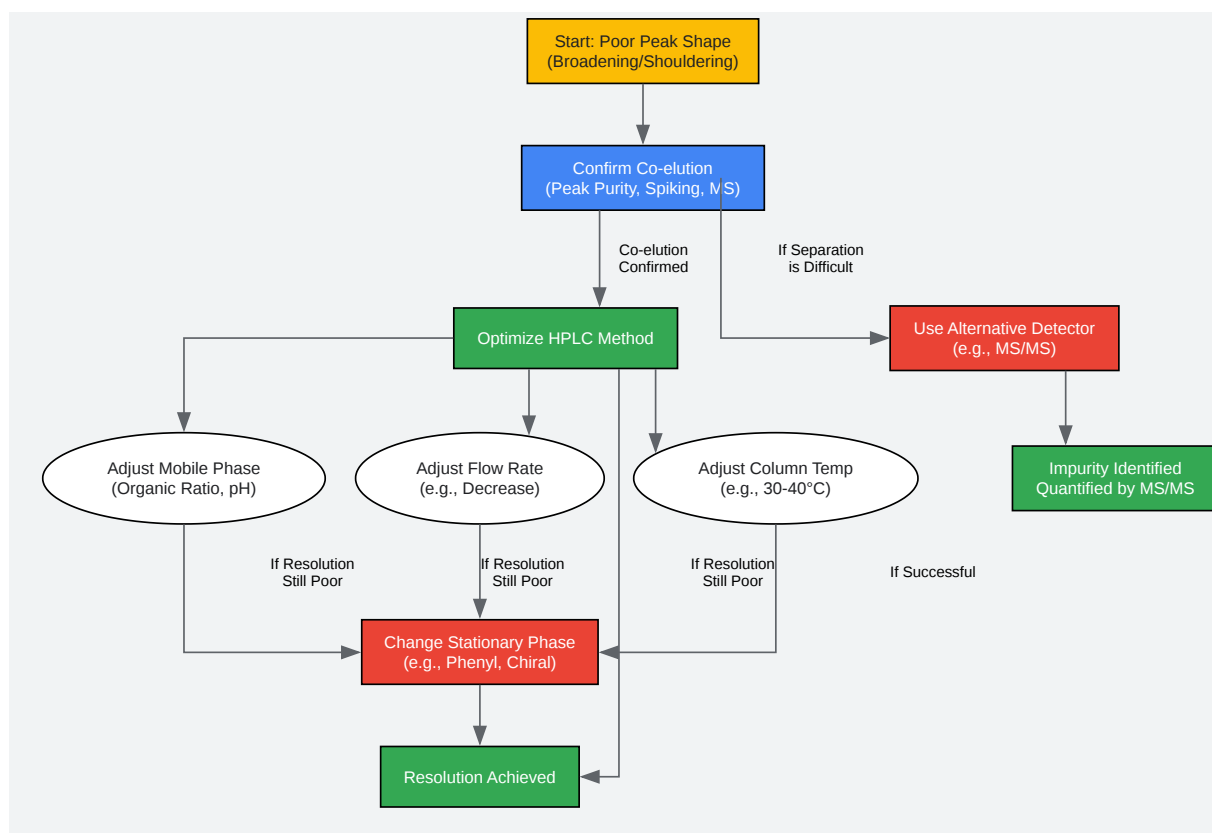 Start: Poor Peak Shape
(Broadening/Shouldering)
Confirm Co-elution
(Peak Purity, Spiking, MS)
Co-elution
Confirmed
If Separation
is Difficult
Optimize HPLC Method
Use Alternative Detector
(e.g., MS/MS)
Adjust Mobile Phase
(Organic Ratio, pH)
Adjust Flow Rate
(e.g., Decrease)
Adjust Column Temp
(e.g., 30-40°C)
Impurity Identified
Quantified by MS/MS
If Resolution
Still Poor
If Resolution
Still Poor
If Resolution
Still Poor
If Successful
Change Stationary Phase
(e.g., Phenyl, Chiral)
Resolution Achieved